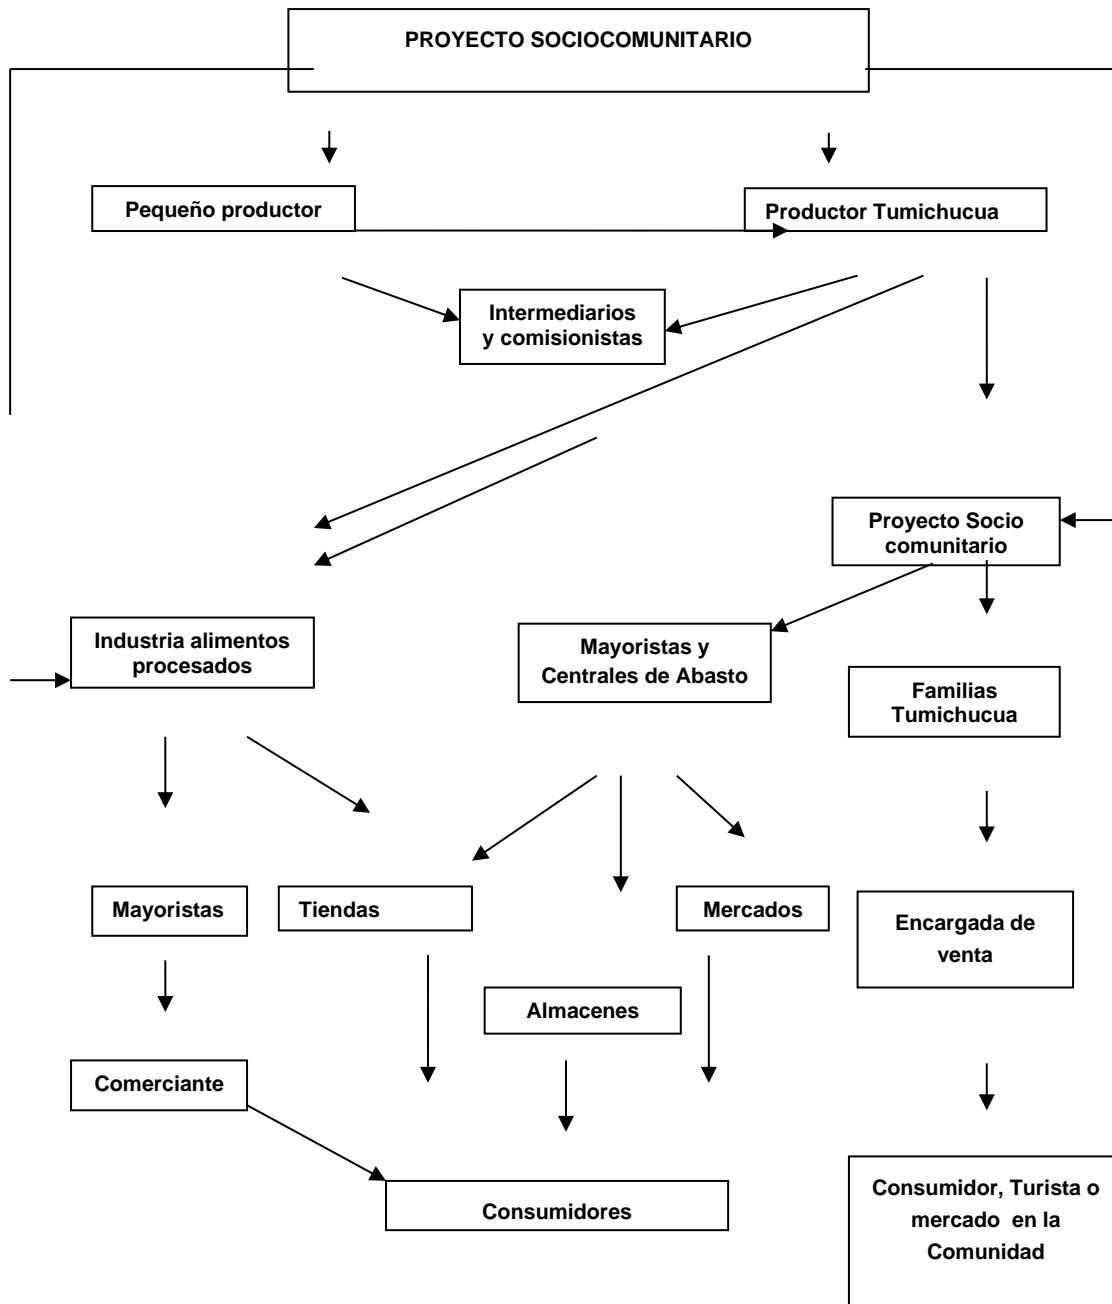 PROYECTO SOCIOCOMUNITARIO
Pequeño productor
Productor Tumichucua
Intermediarios
y comisionistas
Proyecto Socio
comunitario
Industria alimentos
procesados
Mayoristas y
Centrales de Abasto
Familias
Tumichucua
Mayoristas
Tiendas
Mercados
Encargada de
venta
Almacenes
Comerciante
Consumidores
Consumidor, Turista o
mercado en la
Comunidad